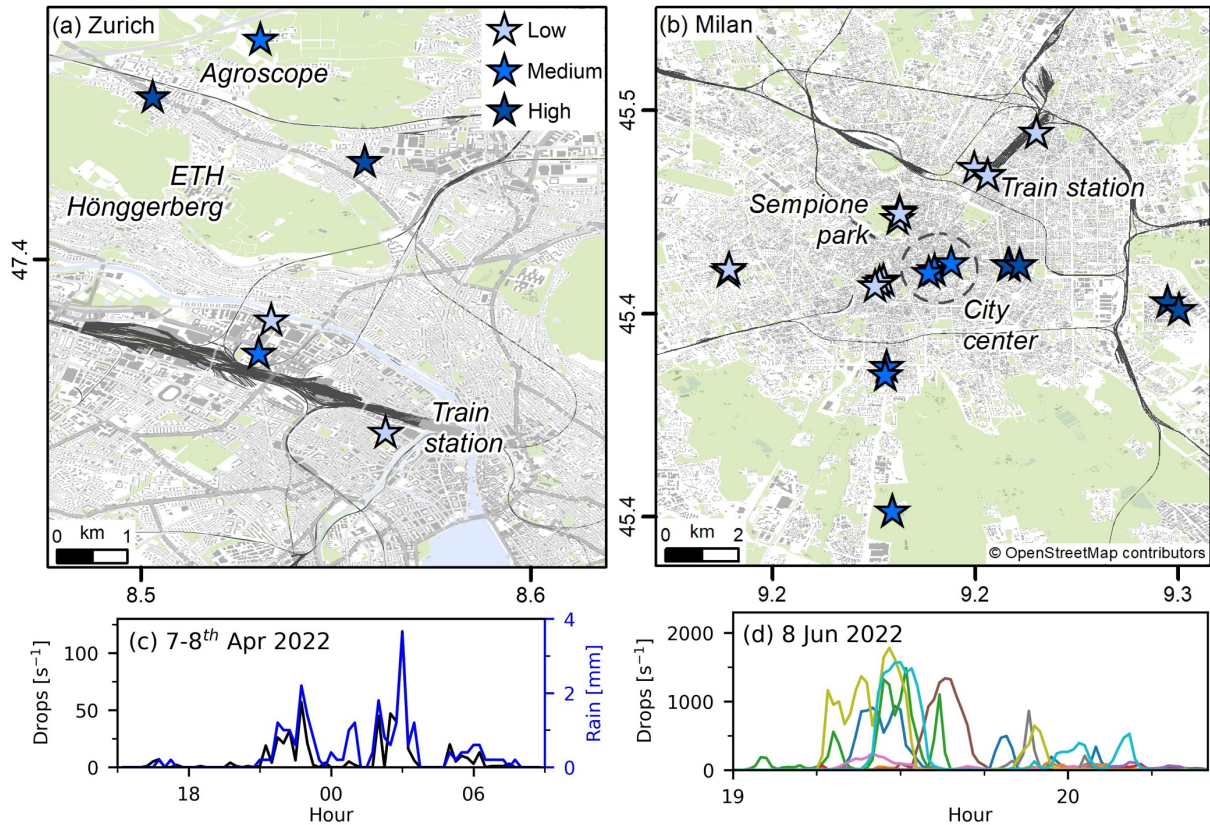 (a) Zurich
Low
Medium
High
Agroscope
ETH
Hönggerberg
Train
station
47.4
0 km 1
8.5
8.6
(b) Milan
45.5
45.4
45.4
Sempione
park
Train station
City
center
0 km 2
© OpenStreetMap contributors
9.2
9.2
9.3
(c) 7-8th Apr 2022
Drops [s⁻¹]
100
50
0
4
2
0
Rain [mm]
18
00
06
Hour
(d) 8 Jun 2022
Drops [s⁻¹]
2000
1000
0
19
20
Hour